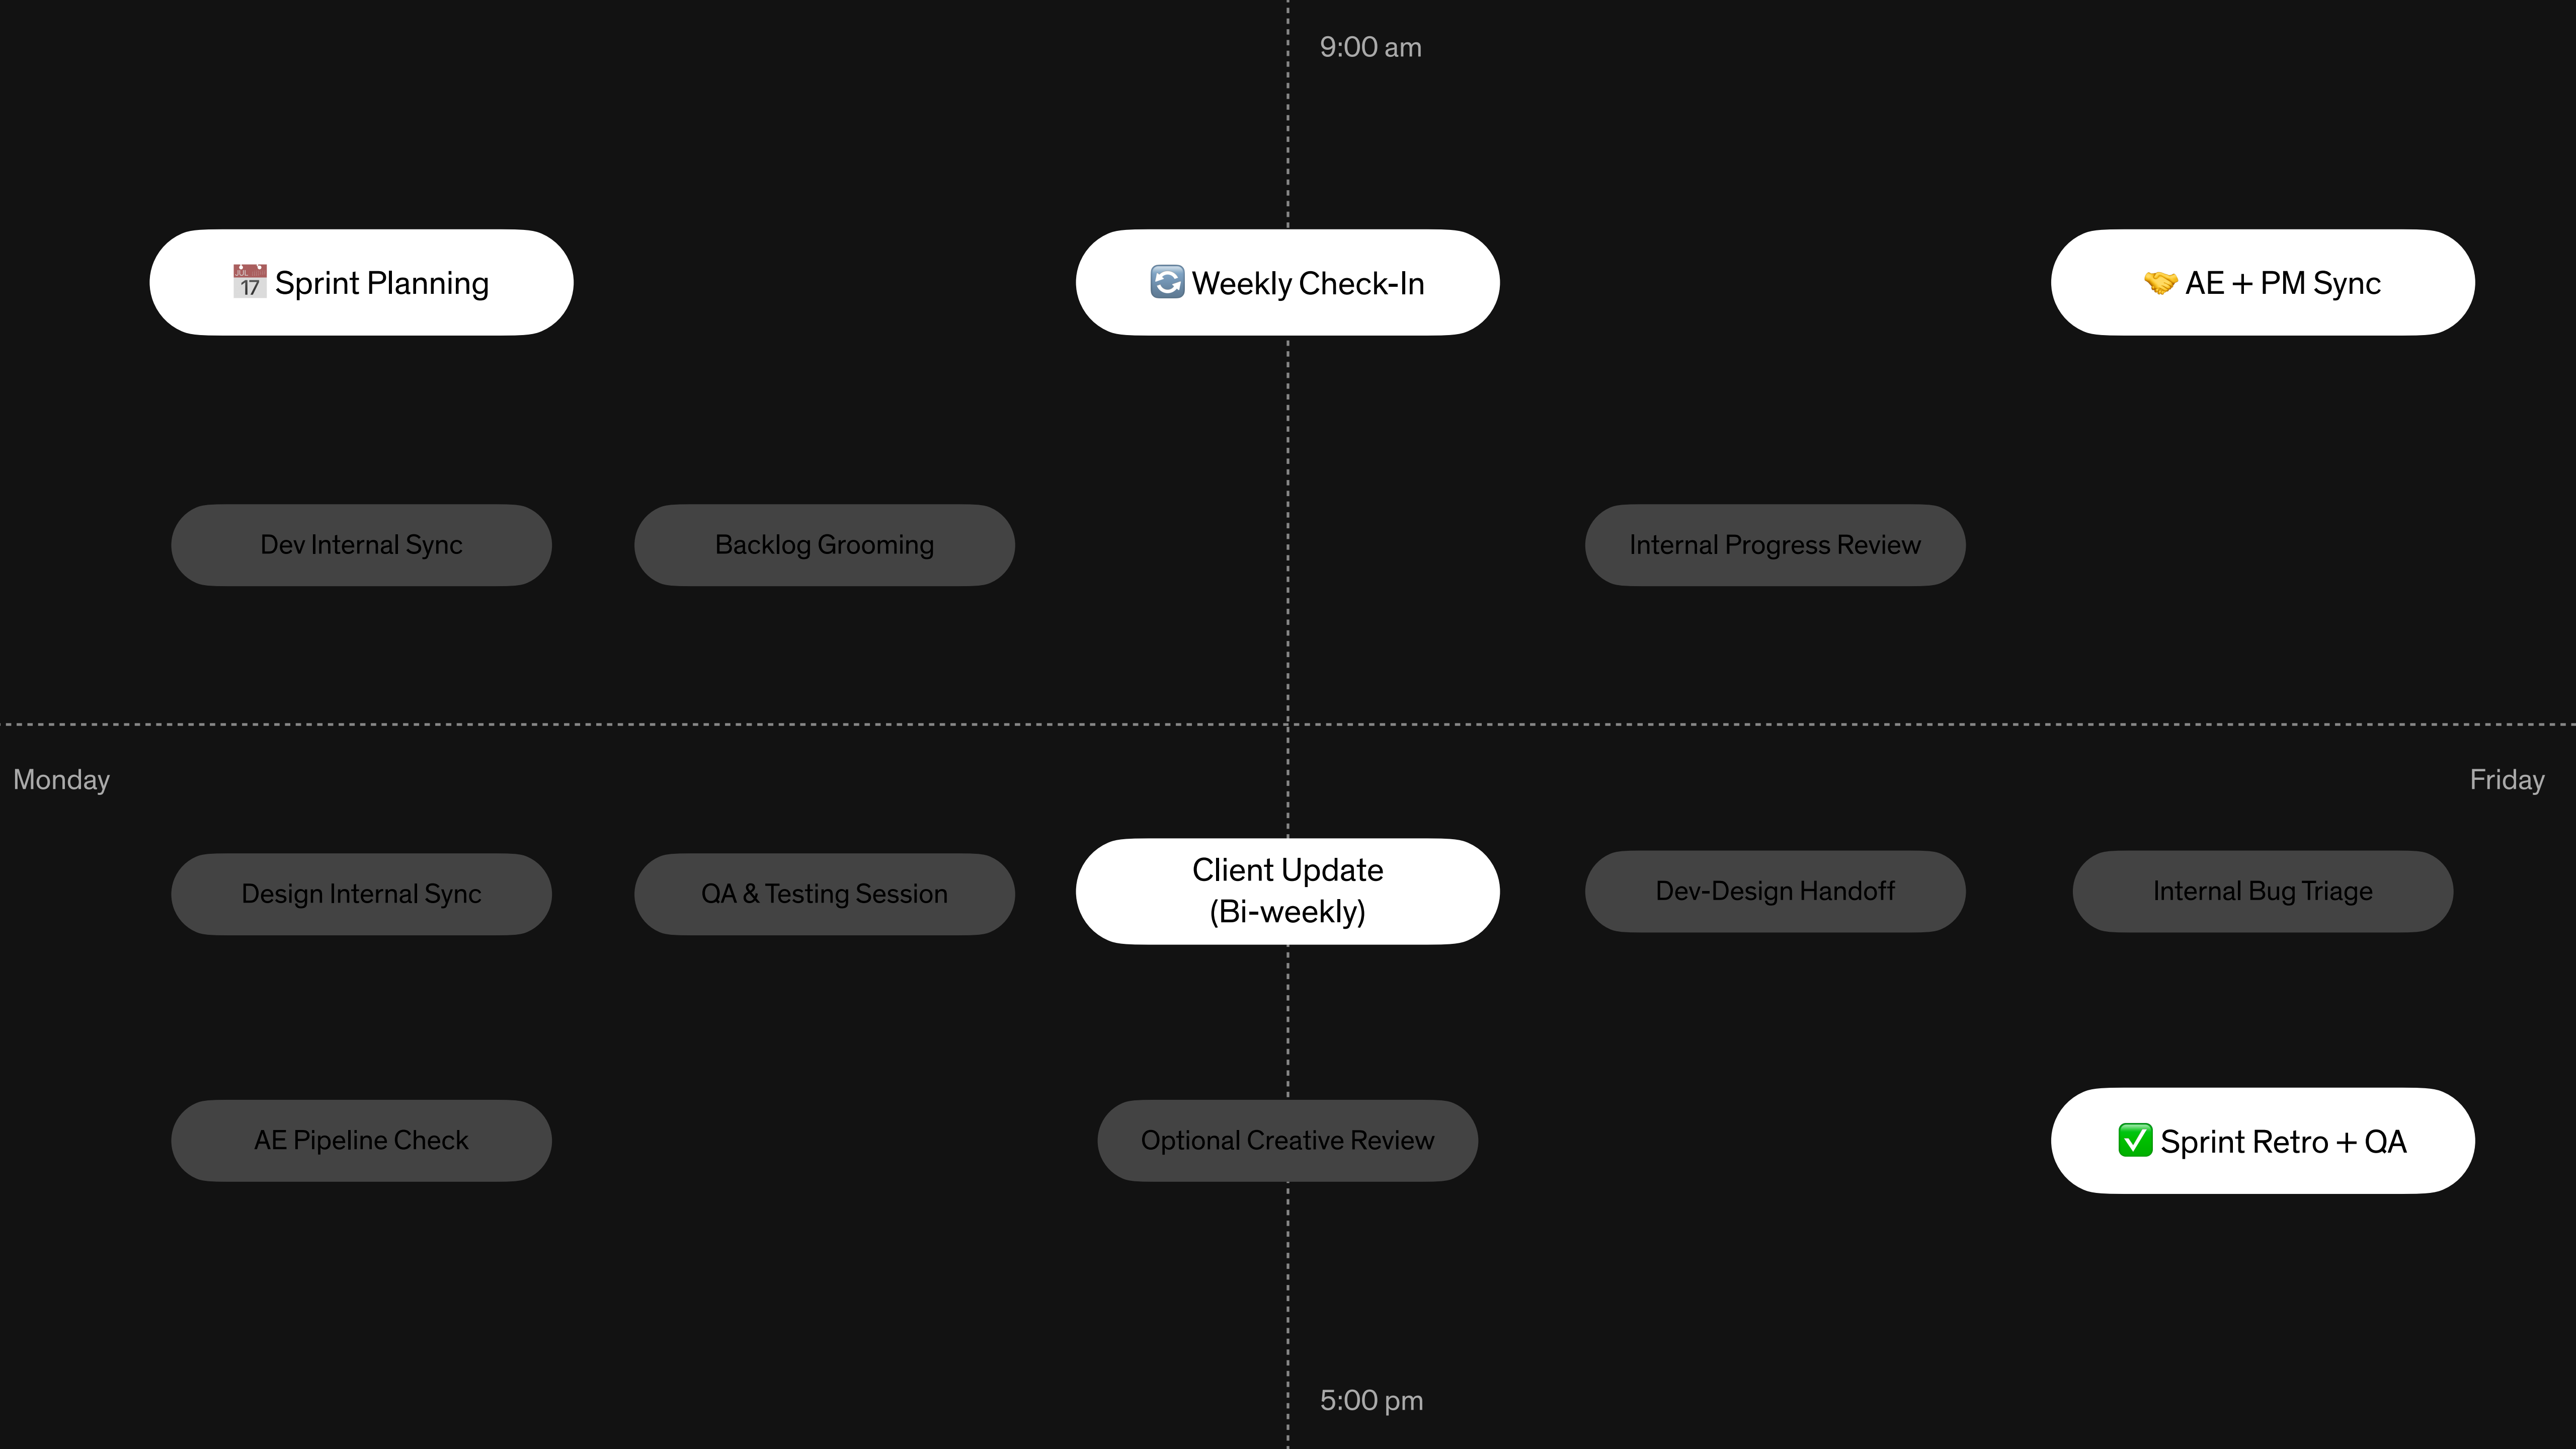 9:00 am
📅 Sprint Planning
🔄 Weekly Check-In
🤝 AE + PM Sync
Dev Internal Sync
Backlog Grooming
Internal Progress Review
Monday
Friday
Design Internal Sync
QA & Testing Session
Client Update
(Bi-weekly)
Dev-Design Handoff
Internal Bug Triage
AE Pipeline Check
Optional Creative Review
✅ Sprint Retro + QA
5:00 pm